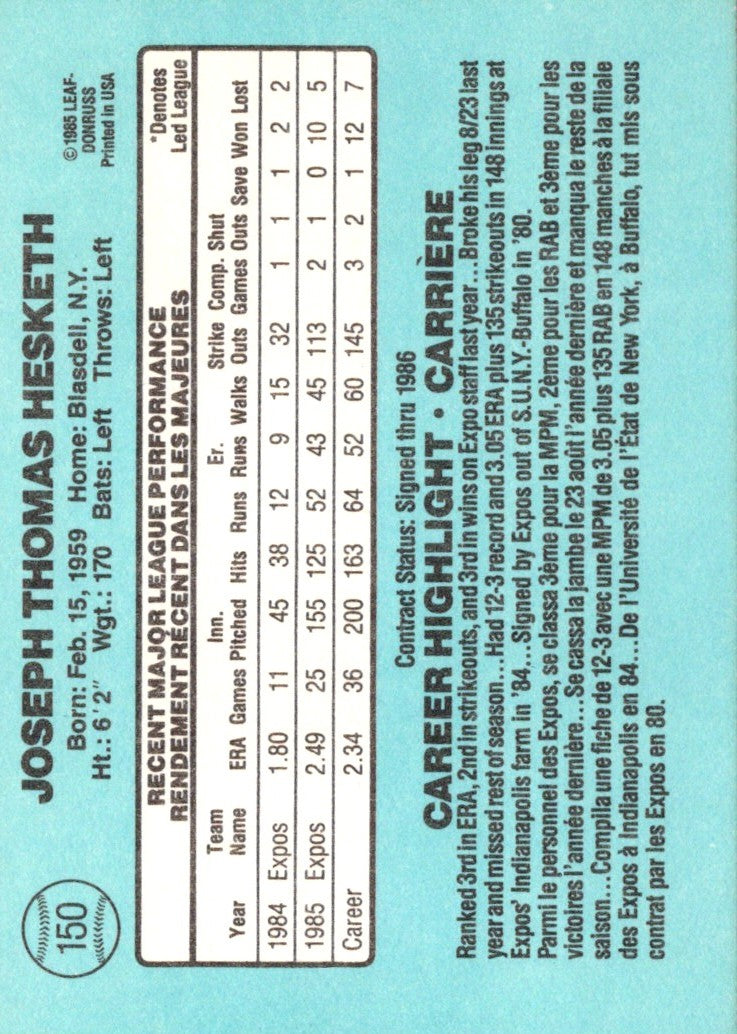 150
JOSEPH THOMAS HESKETH
Born: Feb. 15, 1959 Home: Blasdell, N.Y.
Ht.: 6' 2" Wgt.: 170 Bats: Left Throws: Left
© 1985 LEAF-
DONRUSS
Printed in USA
RECENT MAJOR LEAGUE PERFORMANCE
RENDEMENT RECENT DANS LES MAJEURES
*Denotes
Led League
Team Inn. Er. Strike Comp. Shut
Year Name ERA Games Pitched Hits Runs Runs Walks Outs Games Outs Save Won Lost
1984 Expos 1.80 11 45 38 12 9 15 32 1 1 1 2 2
1985 Expos 2.49 25 155 125 52 43 45 113 2 1 0 10 5
Career 2.34 36 200 163 64 52 60 145 3 2 1 12 7
Contract Status: Signed thru 1986
CAREER HIGHLIGHT • CARRIÈRE
Ranked 3rd in ERA, 2nd in strikeouts, and 3rd in wins on Expo staff last year...Broke his leg 8/23 last
year and missed rest of season...Had 12-3 record and 3.05 ERA plus 135 strikeouts in 148 innings at
Expos' Indianapolis farm in '84...Signed by Expos out of S.U.N.Y.-Buffalo in '80.
Parmi le personnel des Expos, se classa 3ème pour la MPM, 2ème pour les RAB et 3ème pour les
victoires l'année dernière...Se cassa la jambe le 23 août l'année dernière et manqua le reste de la
saison...Compila une fiche de 12-3 avec une MPM de 3.05 plus 135 RAB en 148 manches à la filiale
des Expos à Indianapolis en 84...De l'Université de l'État de New York, à Buffalo, fut mis sous
contrat par les Expos en 80.